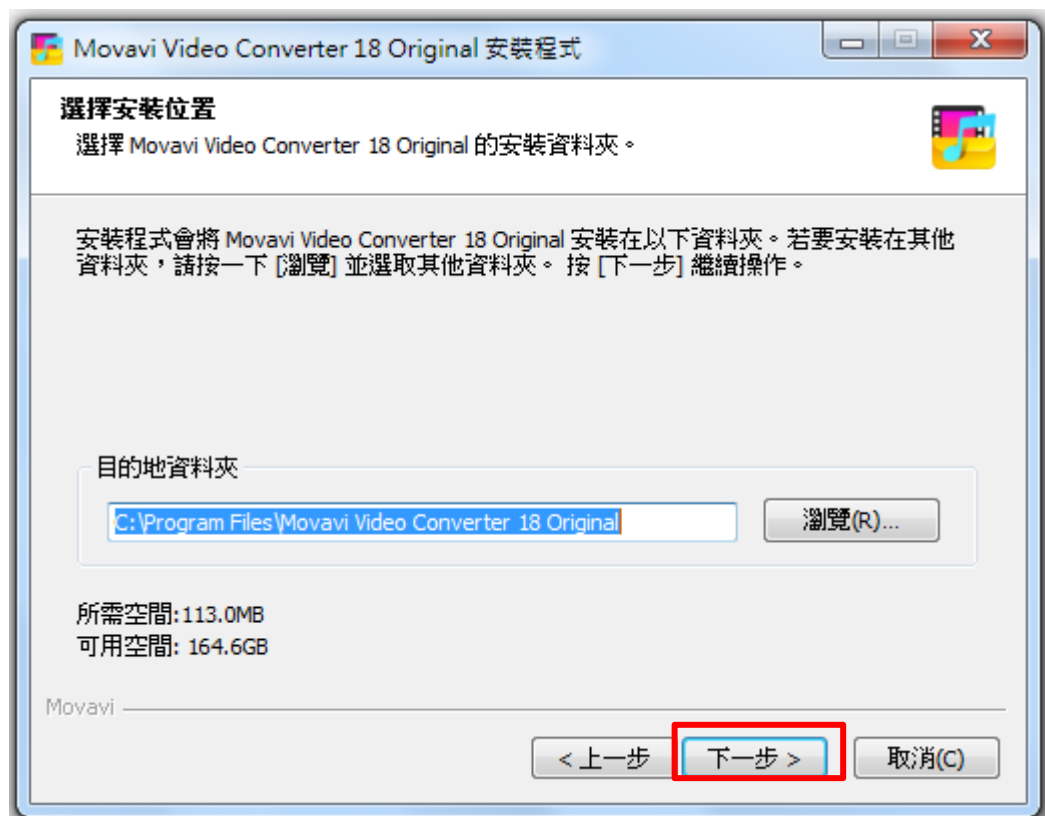 Movavi Video Converter 18 Original 安裝程式
選擇安裝位置
選擇 Movavi Video Converter 18 Original 的安裝資料夾。
安裝程式會將 Movavi Video Converter 18 Original 安裝在以下資料夾。若要安裝在其他
資料夾，請按一下 [瀏覽] 並選取其他資料夾。 按 [下一步] 繼續操作。
目的地資料夾
C:\Program Files\Movavi Video Converter 18 Original
瀏覽(R)...
所需空間:113.0MB
可用空間: 164.6GB
Movavi
< 上一步 下一步 > 取消(C)